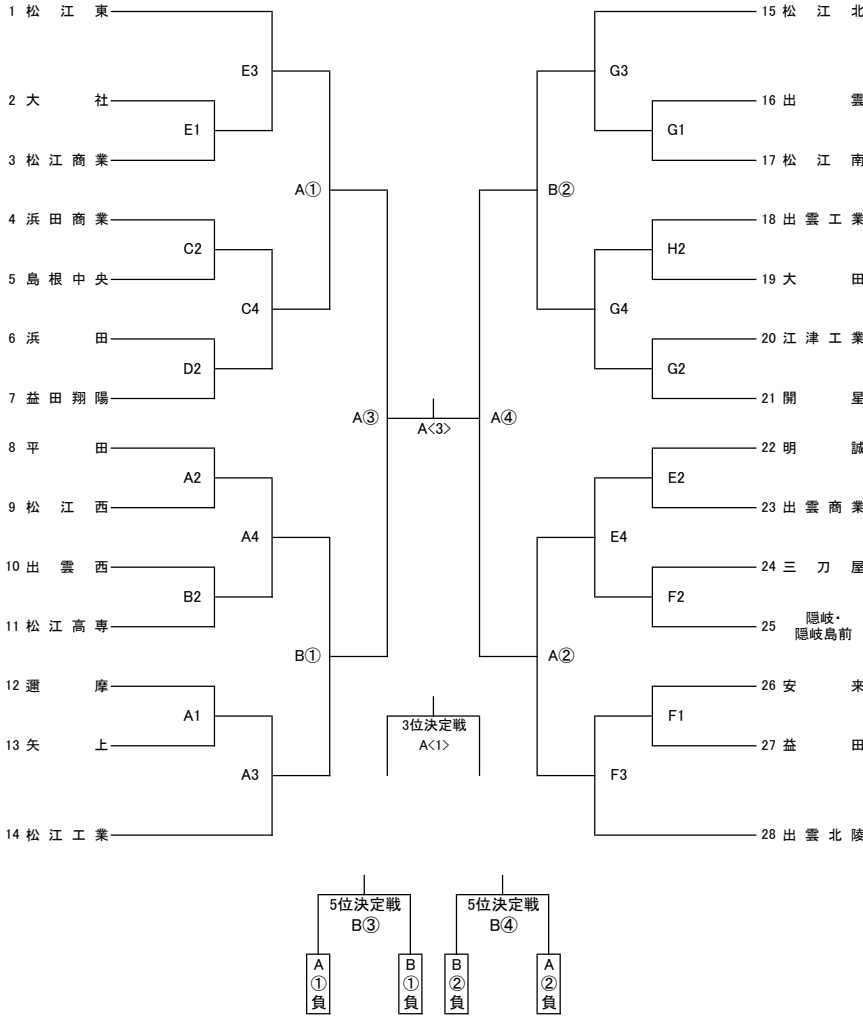 1 松江東
E3
2 大社
E1
3 松江商業
A①
4 浜田商業
C2
5 島根中央
C4
6 浜田
D2
7 益田翔陽
A③
8 平田
A2
9 松江西
A4
10 出雲西
B2
11 松江高専
B①
12 邇摩
A1
13 矢上
A3
14 松江工業
A<3>
3位決定戦
A<1>
15 松江北
G3
16 出雲
G1
17 松江南
B②
18 出雲工業
H2
19 大田
G4
20 江津工業
G2
21 開星
A④
22 明誠
E2
23 出雲商業
E4
24 三刀屋
F2
25 隠岐・
隠岐島前
A②
26 安来
F1
27 益田
F3
28 出雲北陵
5位決定戦
B③
A①負
B①負
5位決定戦
B④
B②負
A②負